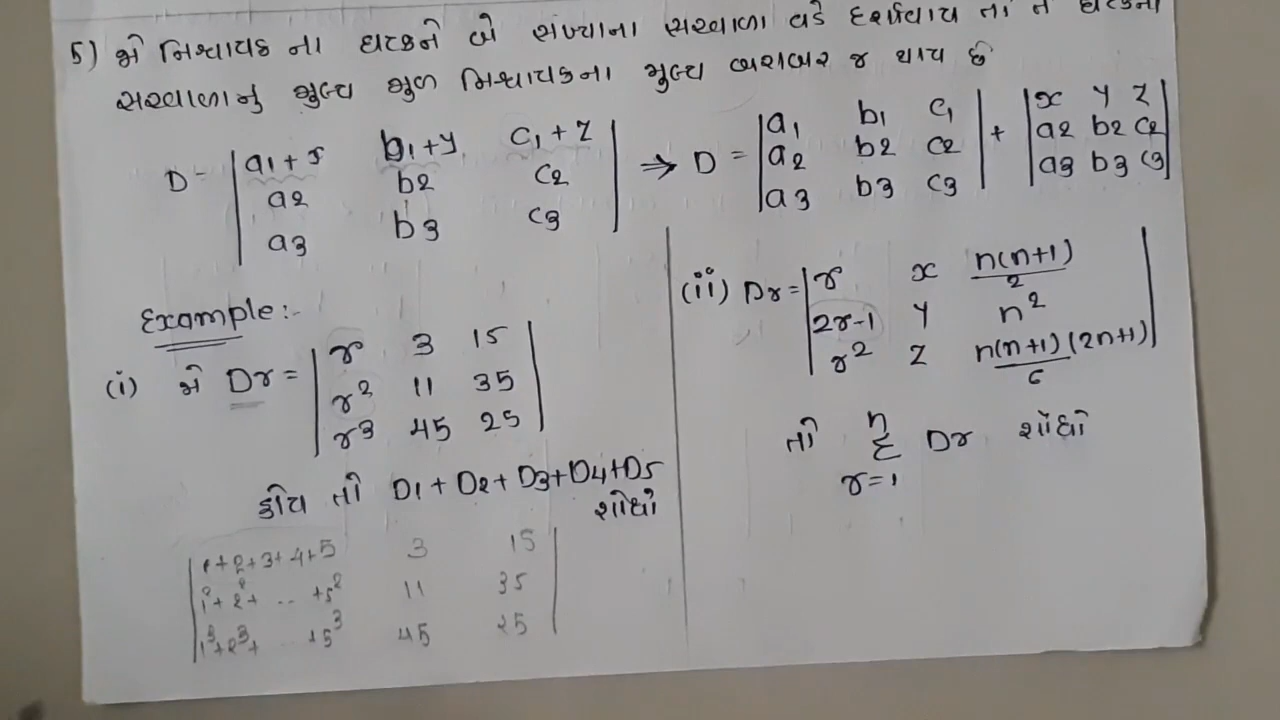 5) જો નિશ્ચાયક ના ઘટકને બે સંખ્યાના સરવાળા વડે દર્શાવાય તો તે ઘટકના
સરવાળાનું મુલ્ય મુળ નિશ્ચાયકના મુલ્ય બરાબર જ થાય છે
D = |a1 + x b1 + y c1 + z| ⇒ D = |a1 b1 c1| + |x y z|
|a2 b2 c2| |a2 b2 c2| |a2 b2 c2|
|a3 b3 c3| |a3 b3 c3| |a3 b3 c3|
Example:-
(i) જો Dr = |r 3 15|
|r² 11 35|
|r³ 45 25|
હોય તો D1 + D2 + D3 + D4 + D5
શોધો
|1+2+3+4+5 3 15|
|1²+2²+ .. +5² 11 35|
|1³+2³+ .. +5³ 45 25|
(ii) Dr = |r x n(n+1)/2|
|2r-1 y n²|
|r² z n(n+1)(2n+1)/6|
તો n Σ r=1 Dr શોધો